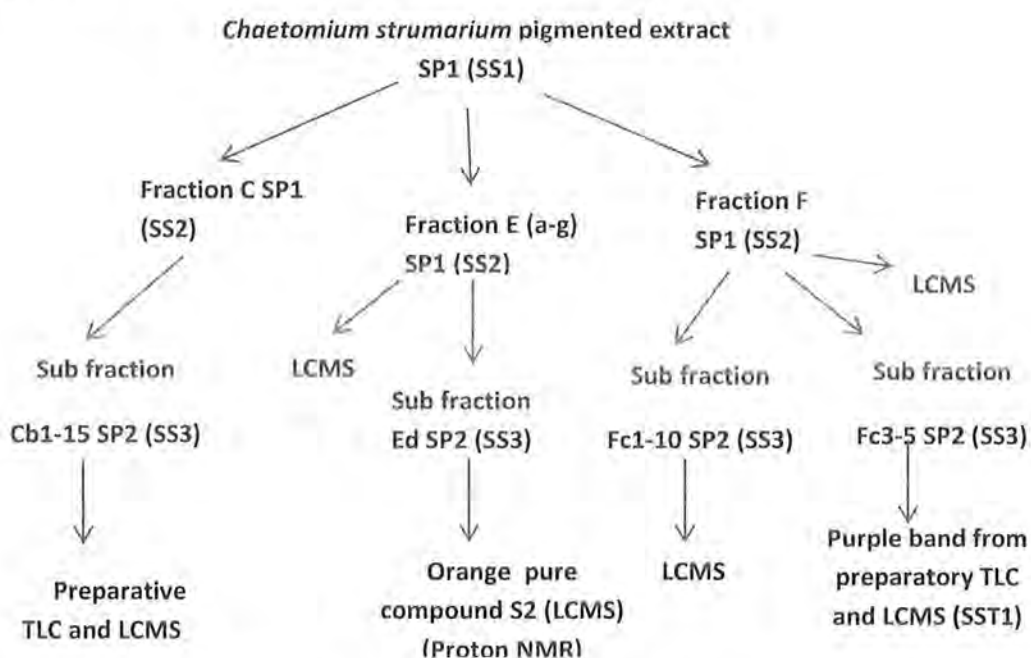 Chaetomium strumarium pigmented extract
SP1 (SS1)
Fraction C SP1
(SS2)
Fraction E (a-g)
SP1 (SS2)
Fraction F
SP1 (SS2)
LCMS
Sub fraction
Cb1-15 SP2 (SS3)
LCMS
Sub fraction
Ed SP2 (SS3)
Sub fraction
Fc1-10 SP2 (SS3)
Sub fraction
Fc3-5 SP2 (SS3)
Preparative
TLC and LCMS
Orange pure
compound S2 (LCMS)
(Proton NMR)
LCMS
Purple band from
preparatory TLC
and LCMS (SST1)